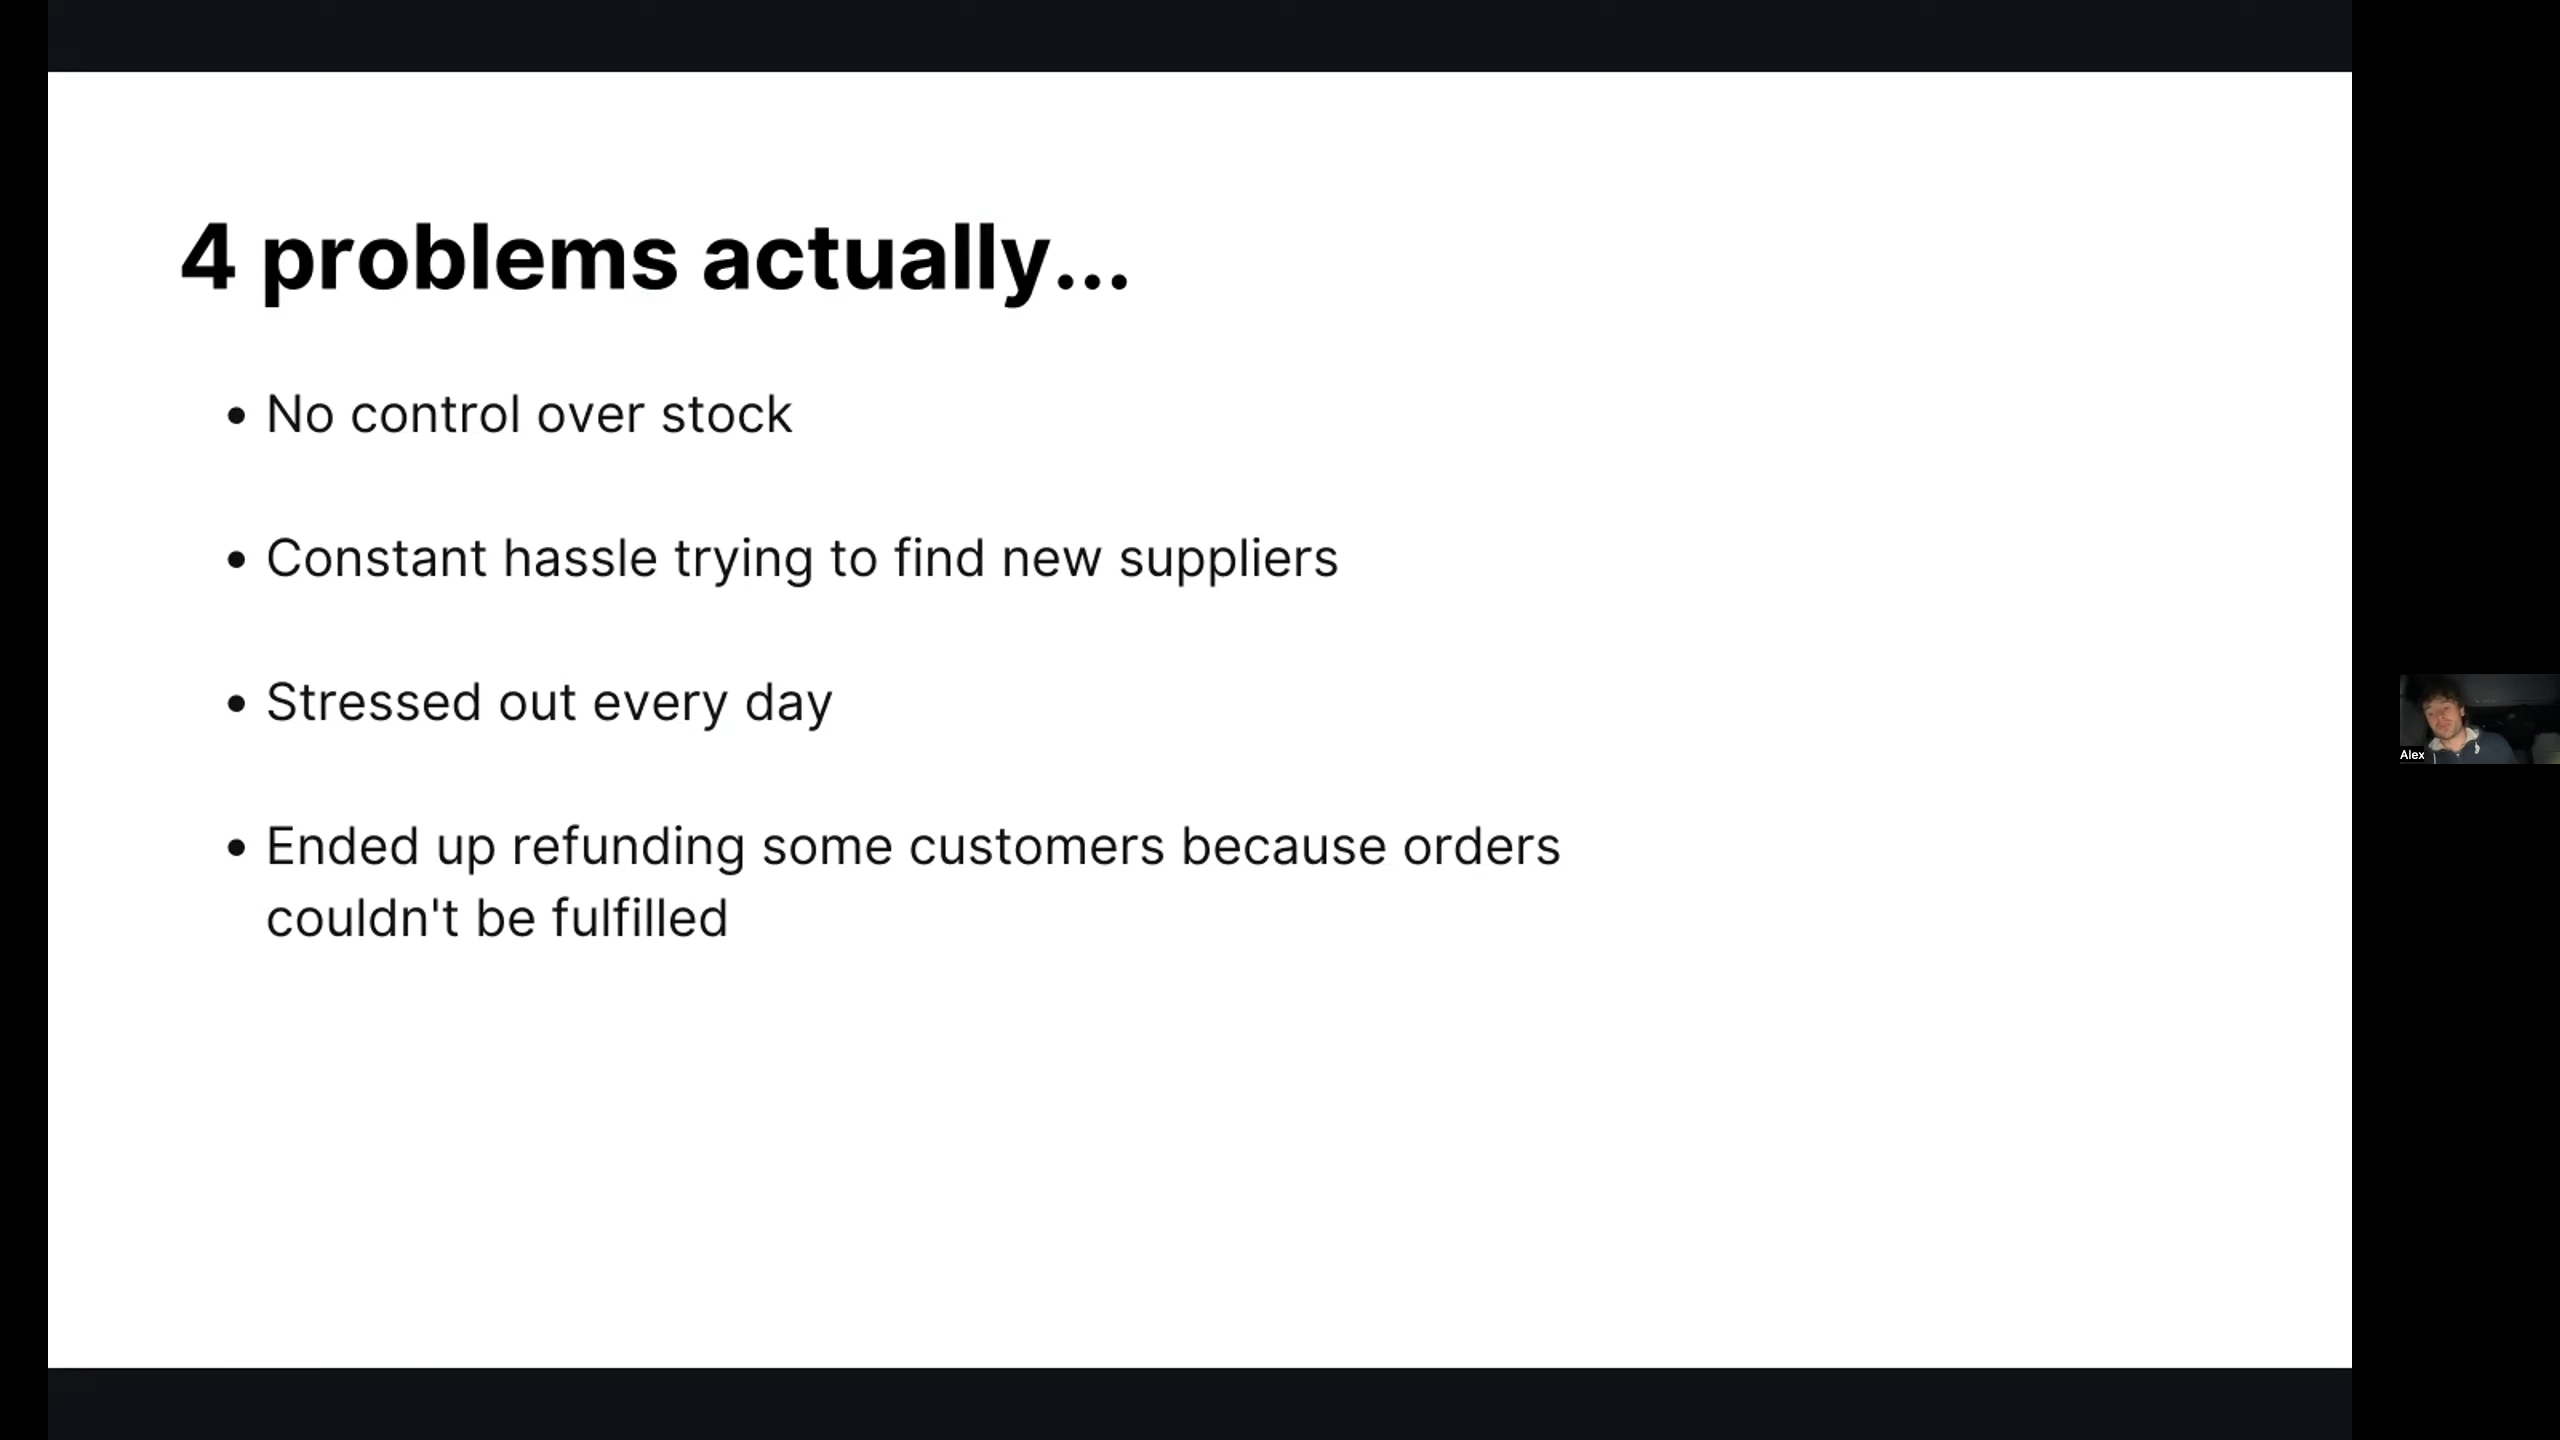 4 problems actually...
• No control over stock
• Constant hassle trying to find new suppliers
• Stressed out every day
• Ended up refunding some customers because orders
couldn't be fulfilled
Alex